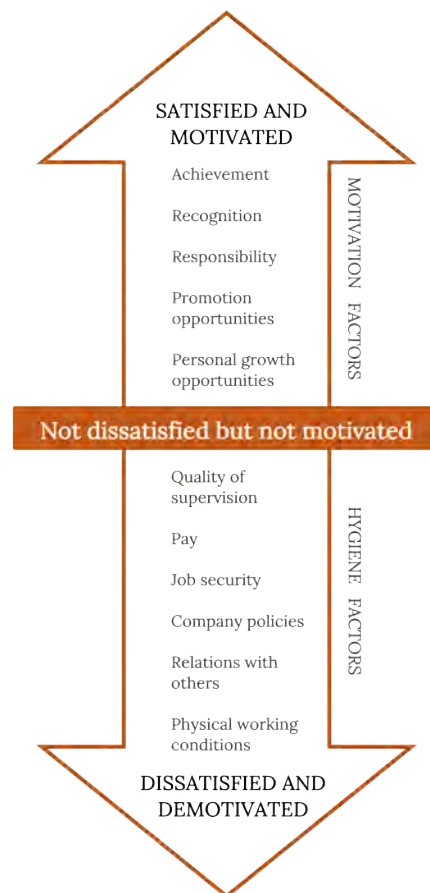 SATISFIED AND
MOTIVATED
Achievement
Recognition
Responsibility
Promotion
opportunities
Personal growth
opportunities
MOTIVATION FACTORS
Not dissatisfied but not motivated
Quality of
supervision
Pay
Job security
Company policies
Relations with
others
Physical working
conditions
HYGIENE FACTORS
DISSATISFIED AND
DEMOTIVATED